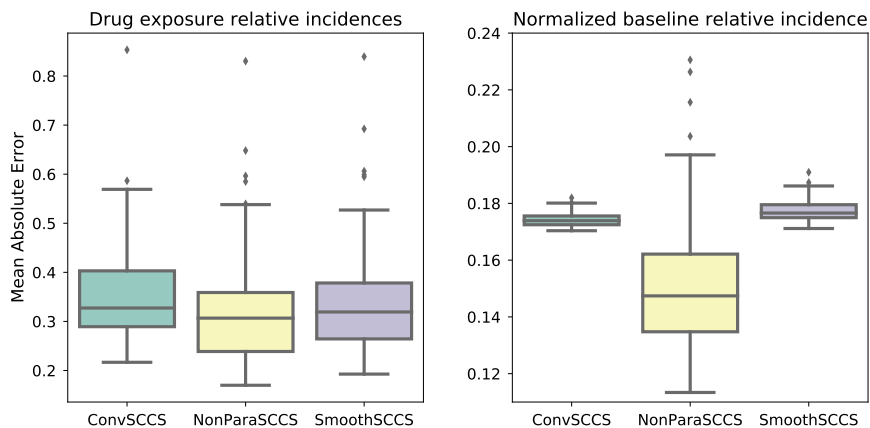 Drug exposure relative incidences
Normalized baseline relative incidence
Mean Absolute Error
0.8
0.7
0.6
0.5
0.4
0.3
0.2
0.24
0.22
0.20
0.18
0.16
0.14
0.12
ConvSCCS NonParaSCCS SmoothSCCS
ConvSCCS NonParaSCCS SmoothSCCS